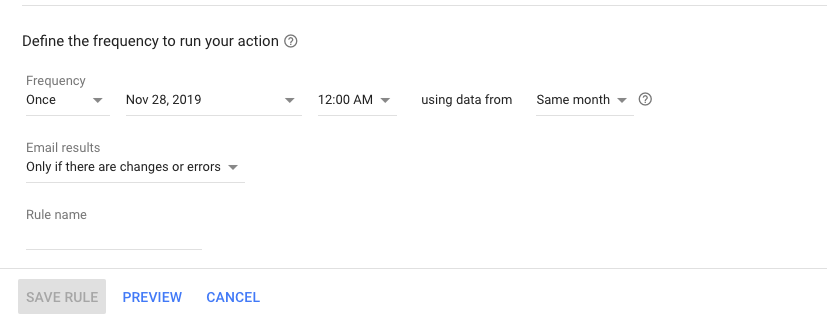 Define the frequency to run your action
Frequency
Once Nov 28, 2019 12:00 AM using data from Same month
Email results
Only if there are changes or errors
Rule name
SAVE RULE PREVIEW CANCEL